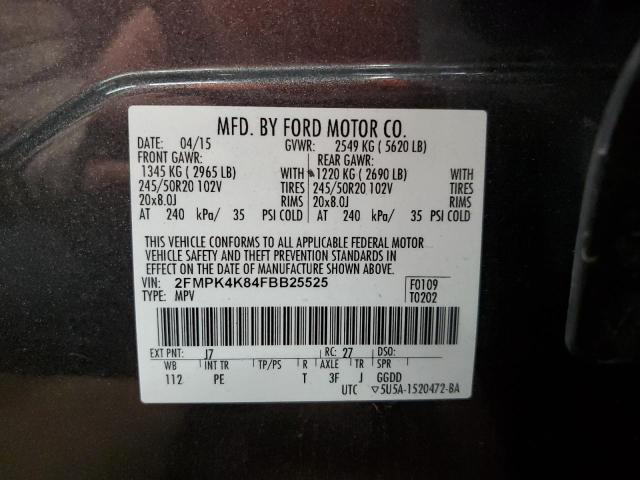 MFD. BY FORD MOTOR CO.
DATE: 04/15 GVWR: 2549 KG ( 5620 LB)
FRONT GAWR: REAR GAWR:
1345 KG ( 2965 LB) WITH 1220 KG ( 2690 LB) WITH
245/50R20 102V TIRES 245/50R20 102V TIRES
20x8.0J RIMS 20x8.0J RIMS
AT 240 kPa/ 35 PSI COLD AT 240 kPa/ 35 PSI COLD
THIS VEHICLE CONFORMS TO ALL APPLICABLE FEDERAL MOTOR
VEHICLE SAFETY AND THEFT PREVENTION STANDARDS IN
EFFECT ON THE DATE OF MANUFACTURE SHOWN ABOVE.
VIN: 2FMPK4K84FBB25525 F0109
TYPE: MPV T0202
EXT PNT: J7 RC: 27 DSO:
WB INT TR TP/PS R AXLE TR SPR
112 PE T 3F J GGDD
UTC ▽5U5A-1520472-BA